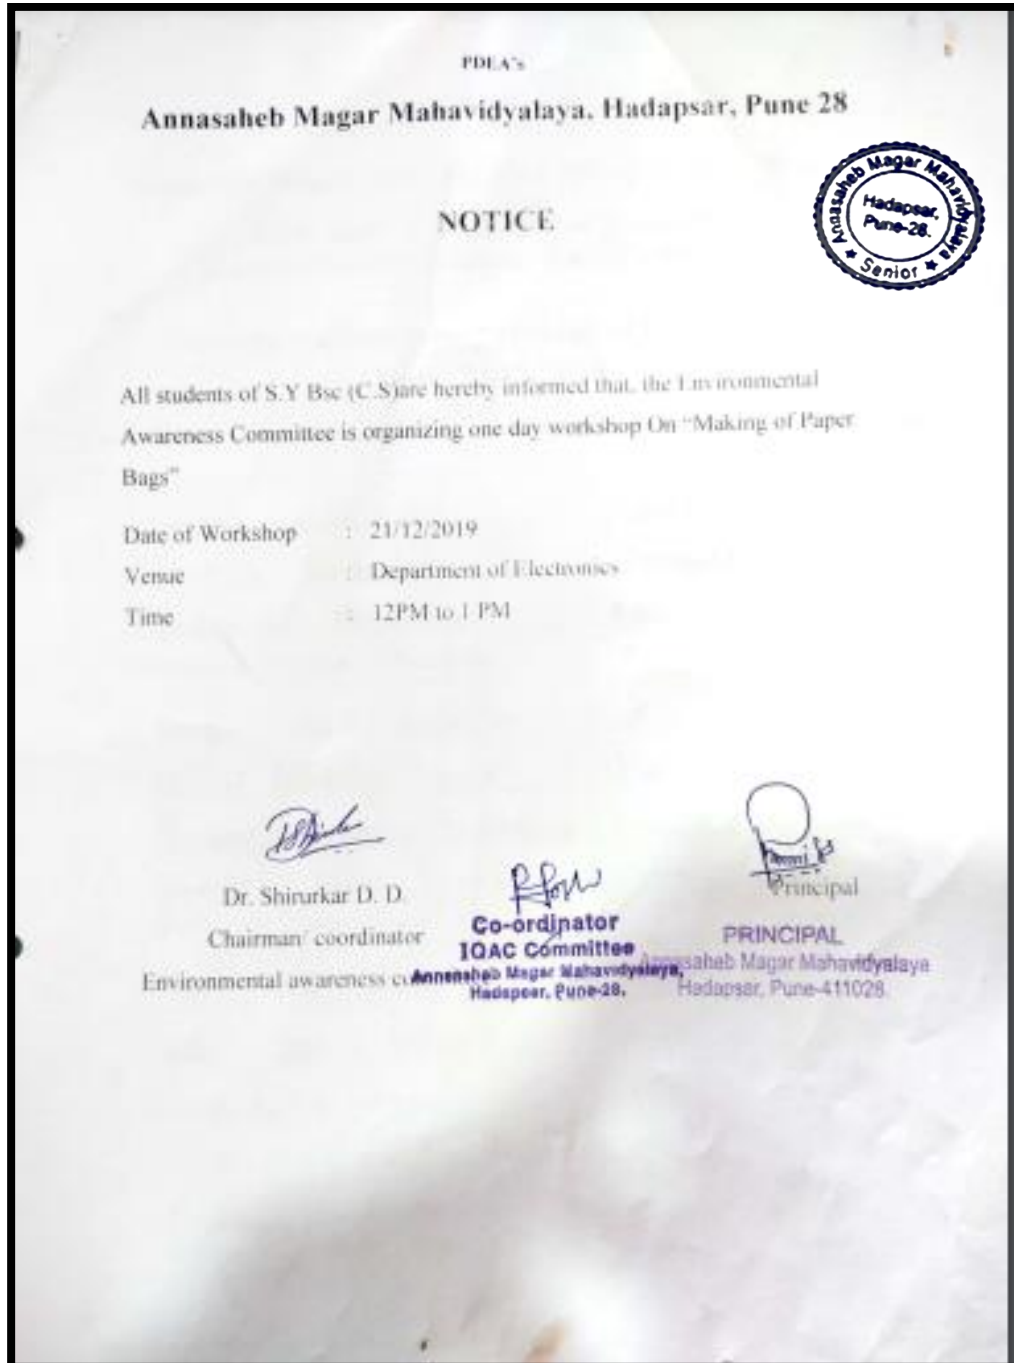 PDEA's
Annasaheb Magar Mahavidyalaya, Hadapsar, Pune 28
Annasaheb Magar Mahavidyalaya
Hadapsar,
Pune-28.
★ Senior ★
NOTICE
All students of S.Y Bsc (C.S)are hereby informed that, the Environmental
Awareness Committee is organizing one day workshop On “Making of Paper
Bags”
Date of Workshop : 21/12/2019
Venue : Department of Electronics
Time : 12PM to 1 PM
Dr. Shirurkar D. D.
Chairman/ coordinator
Environmental awareness
Co-ordinator
IQAC Committee
Annasaheb Magar Mahavidyalaya,
Hadapsar, Pune-28.
Principal
PRINCIPAL
Annasaheb Magar Mahavidyalaya
Hadapsar, Pune-411028.